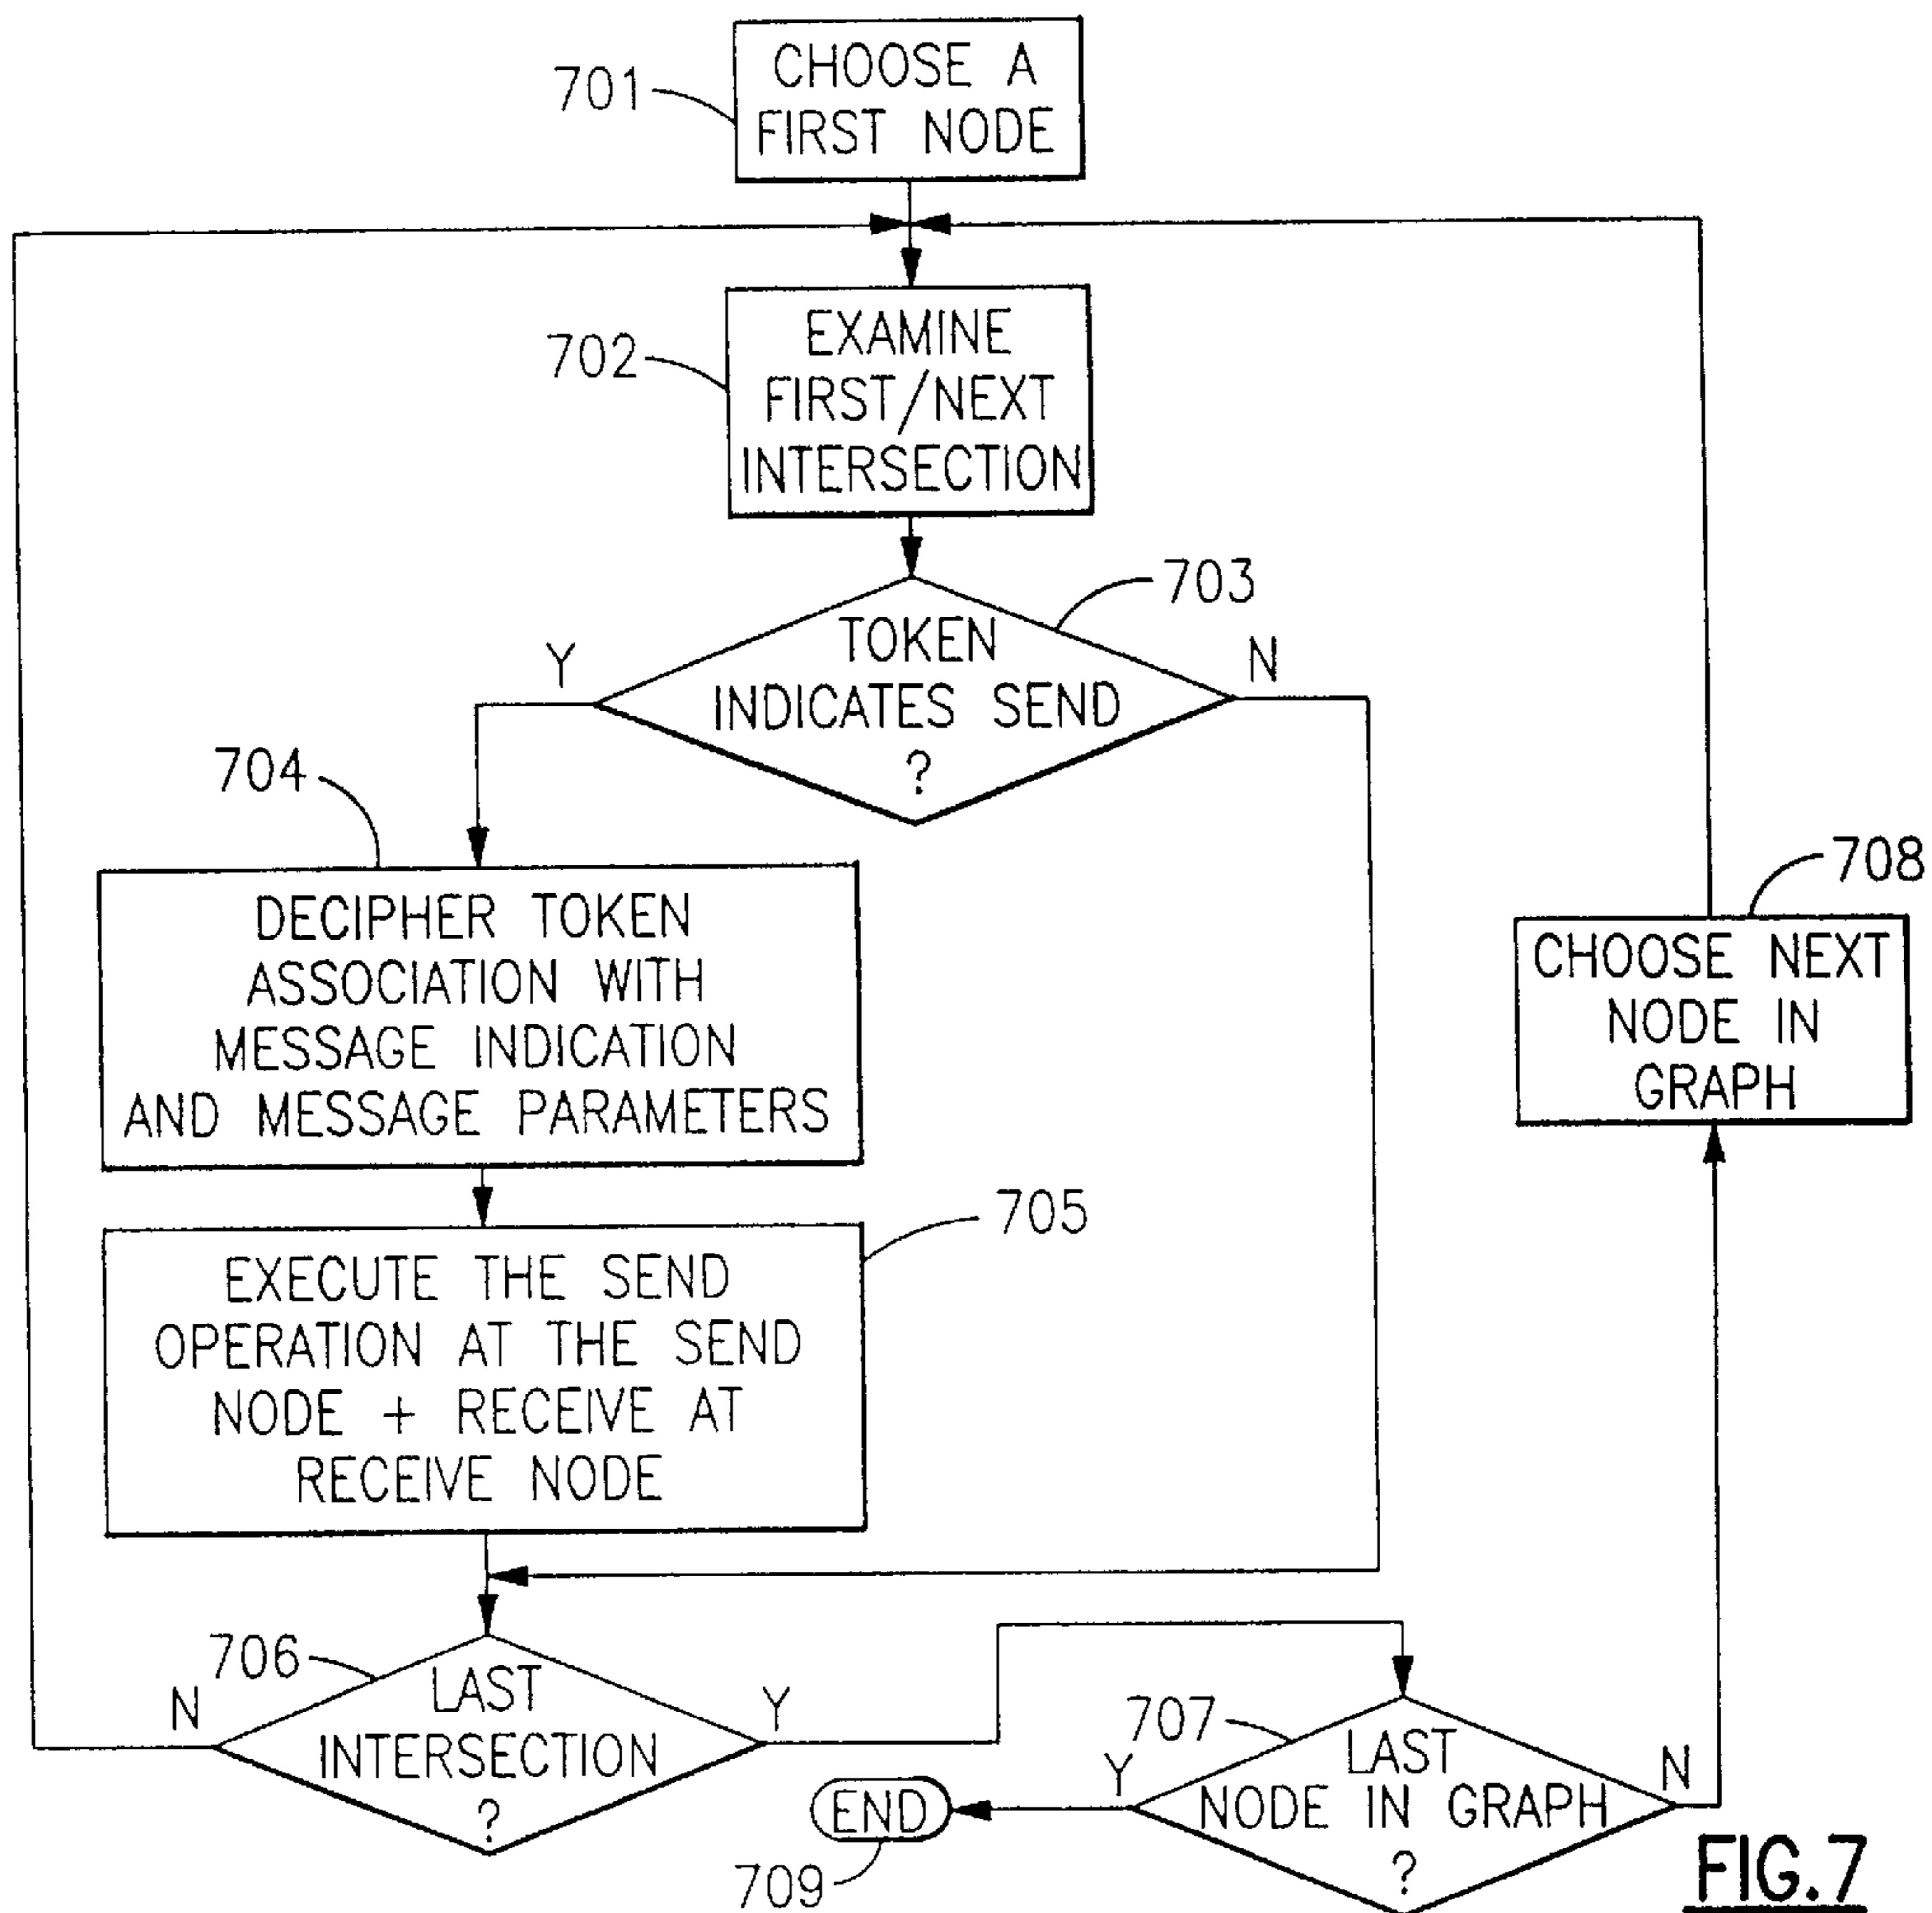 CHOOSE A
FIRST NODE
701
EXAMINE
FIRST/NEXT
INTERSECTION
702
TOKEN
INDICATES SEND
?
703
Y
N
704
DECIPHER TOKEN
ASSOCIATION WITH
MESSAGE INDICATION
AND MESSAGE PARAMETERS
708
CHOOSE NEXT
NODE IN
GRAPH
705
EXECUTE THE SEND
OPERATION AT THE SEND
NODE + RECEIVE AT
RECEIVE NODE
706
LAST
INTERSECTION
?
N
Y
707
LAST
NODE IN GRAPH
?
Y
N
END
709
FIG.7